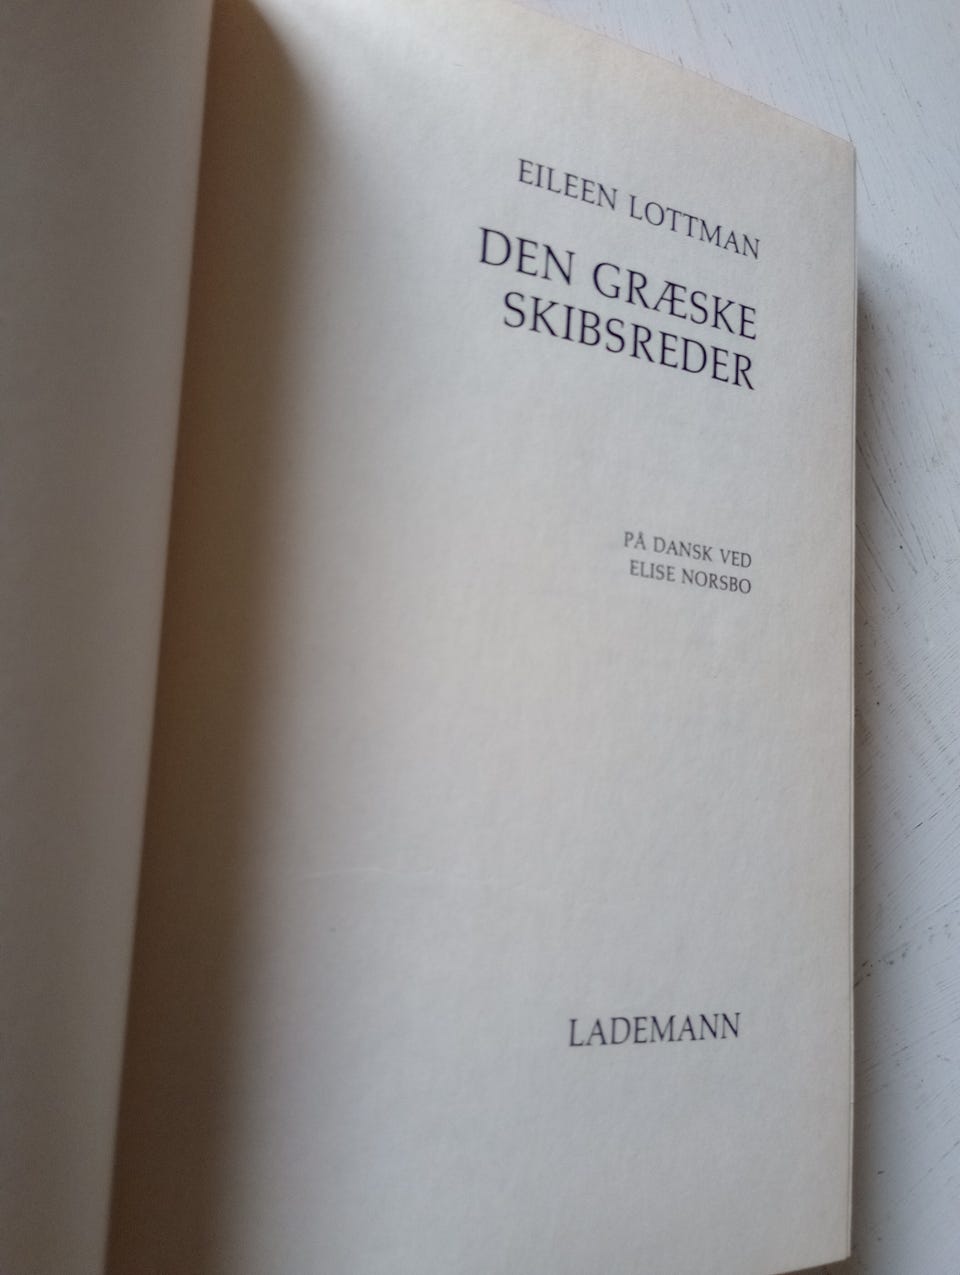 EILEEN LOTTMAN
DEN GRÆSKE
SKIBSREDER
PÅ DANSK VED
ELISE NORSBO
LADEMANN